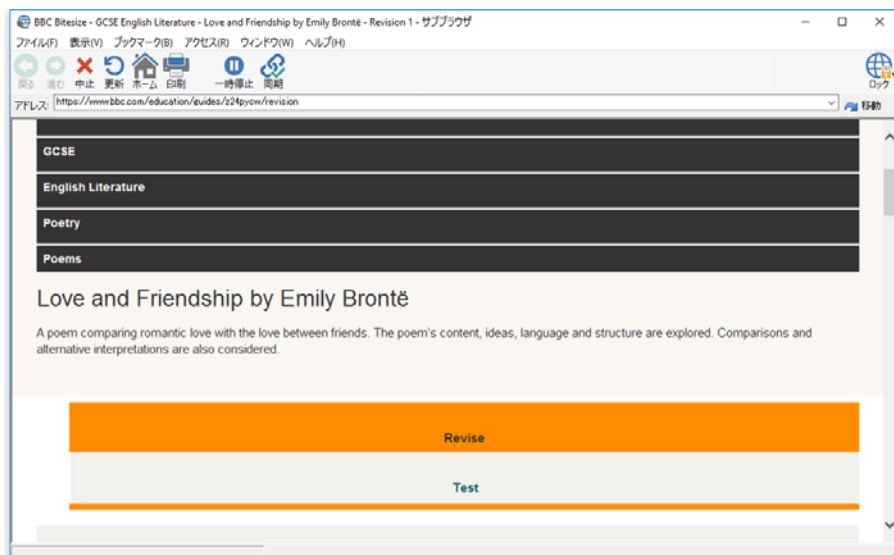 BBC Bitesize - GCSE English Literature - Love and Friendship by Emily Brontë - Revision 1 - サブブラウザ
ファイル(F) 表示(V) ブックマーク(B) アクセス(R) ウィンドウ(W) ヘルプ(H)
戻る 進む 中止 更新 ホーム 印刷 一時停止 同期 ロック
アドレス: https://www.bbc.com/education/guides/z24pycw/revision 移動
GCSE
English Literature
Poetry
Poems
Love and Friendship by Emily Brontë
A poem comparing romantic love with the love between friends. The poem's content, ideas, language and structure are explored. Comparisons and
alternative interpretations are also considered.
Revise
Test